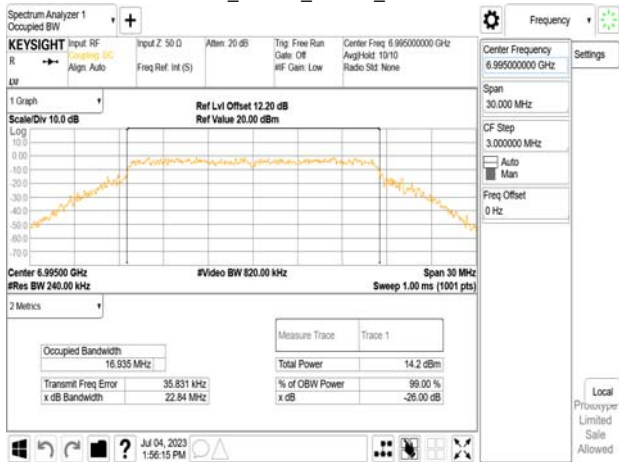 Spectrum Analyzer 1
Occupied BW
Frequency
KEYSIGHT
Input: RF
Coupling: DC
Align: Auto
Input Z: 50 Ω
Freq Ref: Int (S)
Atten: 20 dB
Trig: Free Run
Gate: Off
#IF Gain: Low
Center Freq: 6.995000000 GHz
Avg|Hold: 10/10
Radio Std: None
R
LV
Center Frequency
6.995000000 GHz
Settings
Span
30.000 MHz
CF Step
3.000000 MHz
Auto
Man
Freq Offset
0 Hz
1 Graph
Scale/Div 10.0 dB
Ref Lvl Offset 12.20 dB
Ref Value 20.00 dBm
Log
10.0
0.00
-10.0
-20.0
-30.0
-40.0
-50.0
-60.0
-70.0
Center 6.99500 GHz
#Res BW 240.00 kHz
#Video BW 820.00 kHz
Span 30 MHz
Sweep 1.00 ms (1001 pts)
2 Metrics
Measure Trace
Trace 1
Occupied Bandwidth
16.935 MHz
Total Power
14.2 dBm
Transmit Freq Error
35.831 kHz
% of OBW Power
99.00 %
x dB Bandwidth
22.84 MHz
x dB
-26.00 dB
Local
Prototype
Limited
Sale
Allowed
?
Jul 04, 2023
1:56:15 PM